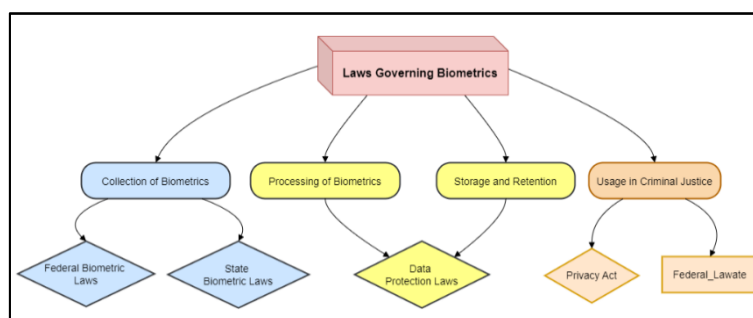 Laws Governing Biometrics
Collection of Biometrics
Processing of Biometrics
Storage and Retention
Usage in Criminal Justice
Federal Biometric
Laws
State
Biometric Laws
Data
Protection Laws
Privacy Act
Federal_Lawate